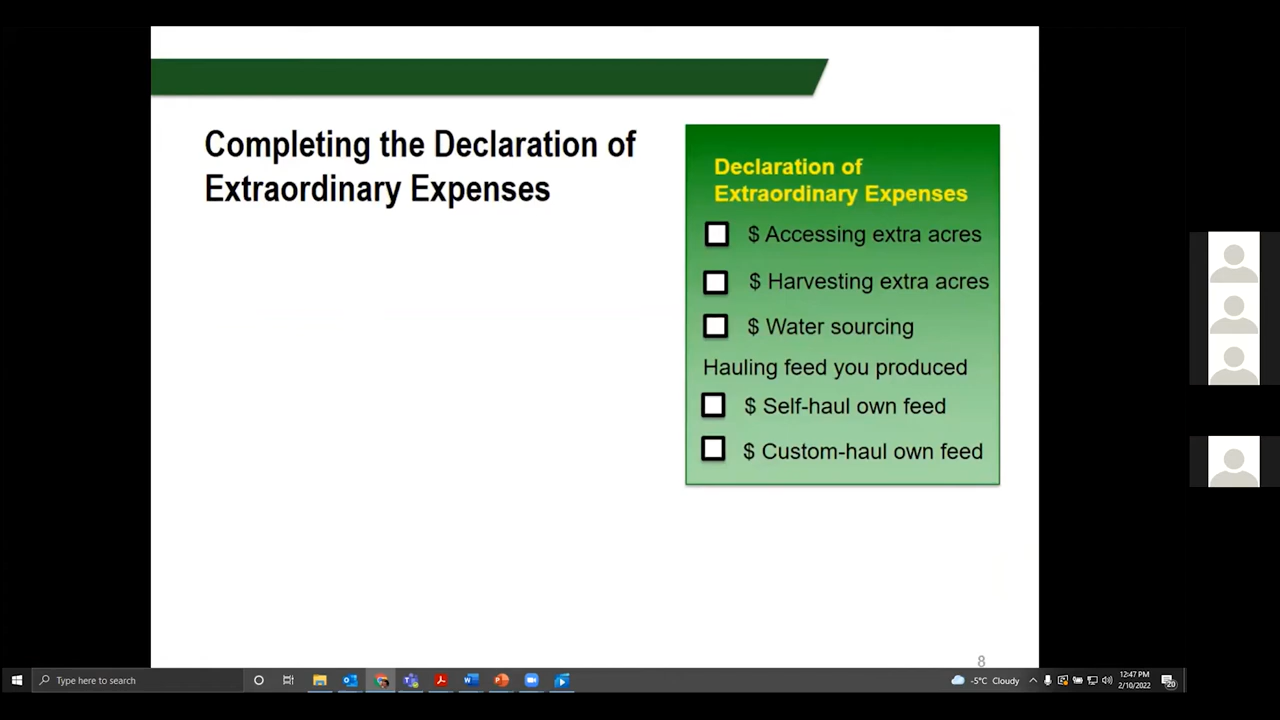 Completing the Declaration of
Extraordinary Expenses
Declaration of
Extraordinary Expenses
$ Accessing extra acres
$ Harvesting extra acres
$ Water sourcing
Hauling feed you produced
$ Self-haul own feed
$ Custom-haul own feed
8
Type here to search
-5°C Cloudy
12:47 PM
2/10/2022
20